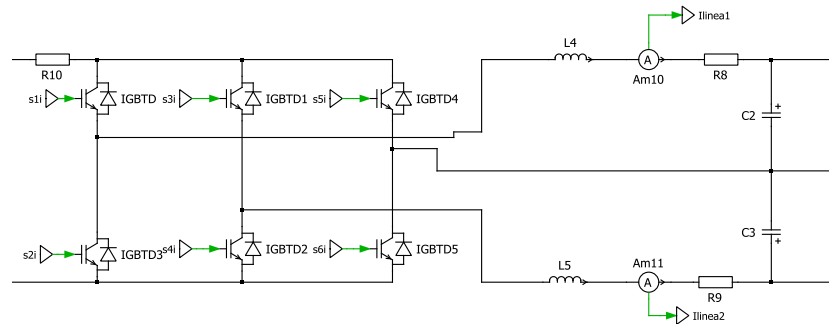 Ilinea1
L4
R10
Am10
R8
s1i
IGBTD
s3i
IGBTD1
s5i
IGBTD4
C2
+
s2i
IGBTD3
s4i
IGBTD2
s6i
IGBTD5
C3
+
L5
Am11
R9
Ilinea2
A
A